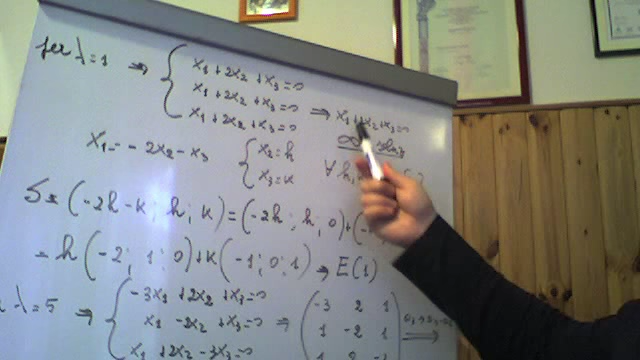 per λ=1 ⇒ { x₁+2x₂+x₃=0
x₁+2x₂+x₃=0
x₁+2x₂+x₃=0 ⇒ x₁+2x₂+x₃=0
x₁=-2x₂-x₃ { x₂=h
x₃=k ∀ h,
S=(-2h-k; h; k)=(-2h; h; 0)+(-
=h(-2; 1; 0)+k(-1; 0; 1) ⇒ E(1)
λ=5 ⇒ { -3x₁+2x₂+x₃=0
x₁-2x₂+x₃=0 ⇒
x₁+2x₂-3x₃=0
-3 2 1
1 -2 1